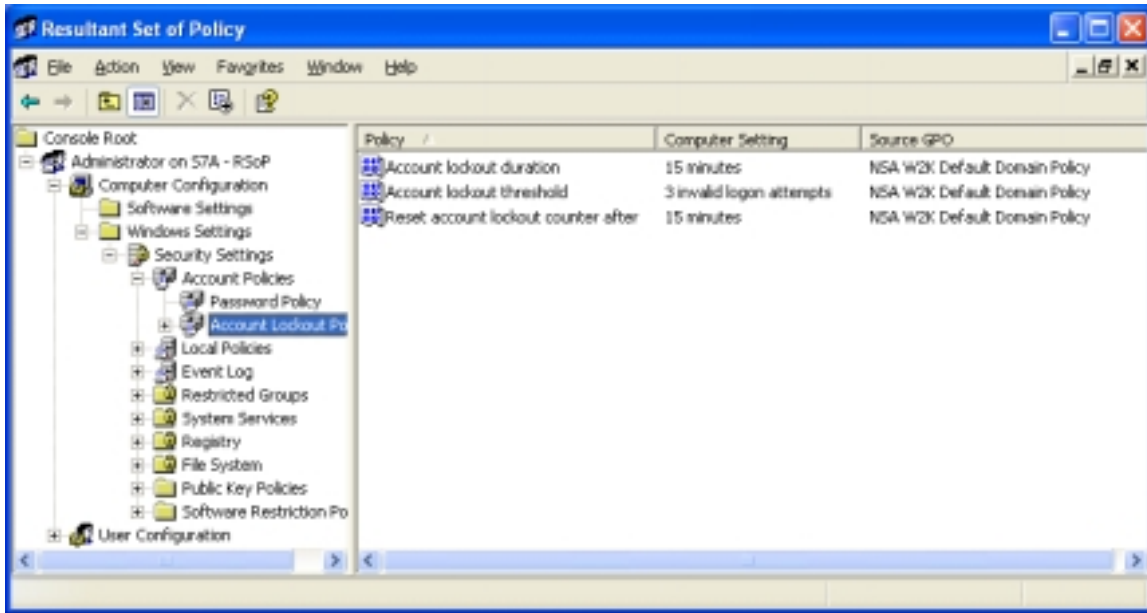 Resultant Set of Policy
File Action View Favorites Window Help
Console Root
Administrator on S7A - RSoP
Computer Configuration
Software Settings
Windows Settings
Security Settings
Account Policies
Password Policy
Account Lockout Po
Local Policies
Event Log
Restricted Groups
System Services
Registry
File System
Public Key Policies
Software Restriction Po
User Configuration
Policy Computer Setting Source GPO
Account lockout duration 15 minutes NSA W2K Default Domain Policy
Account lockout threshold 3 invalid logon attempts NSA W2K Default Domain Policy
Reset account lockout counter after 15 minutes NSA W2K Default Domain Policy